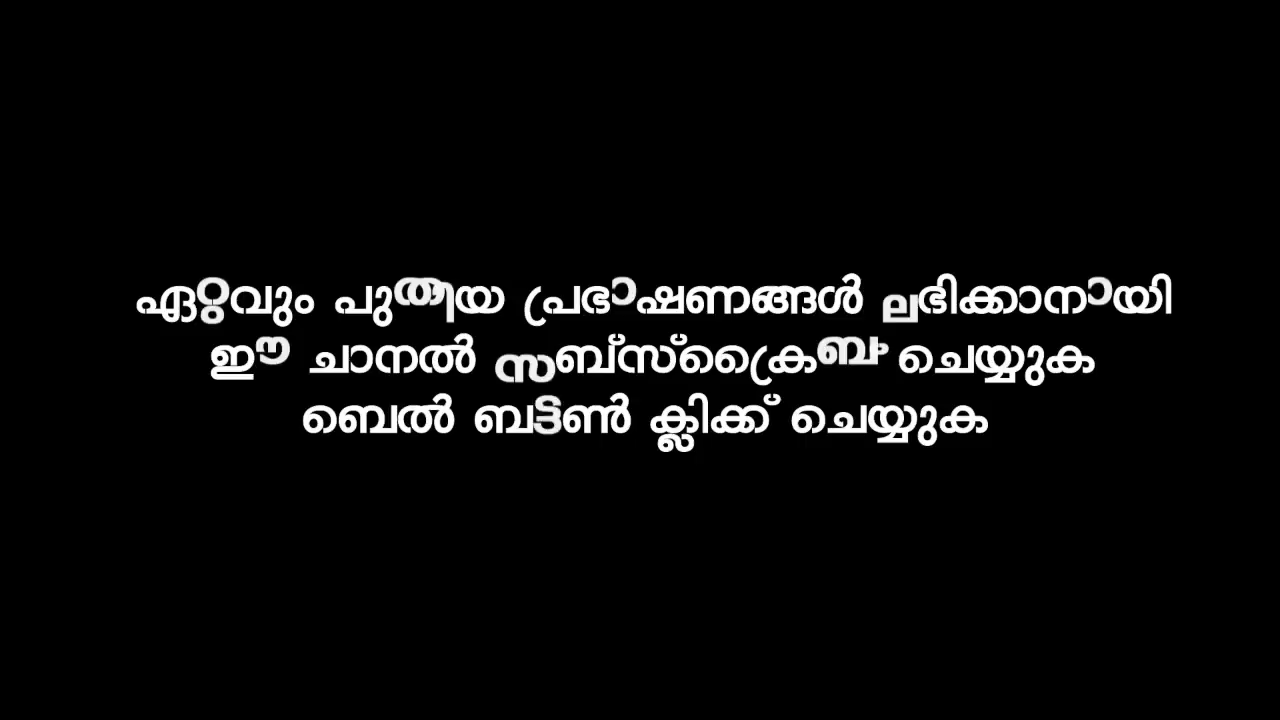 ഏറ്റവും പുതിയ പ്രഭാഷണങ്ങൾ ലഭിക്കാനായി
ഈ ചാനൽ സബ്സ്ക്രൈബ് ചെയ്യുക
ബെൽ ബട്ടൺ ക്ലിക്ക് ചെയ്യുക